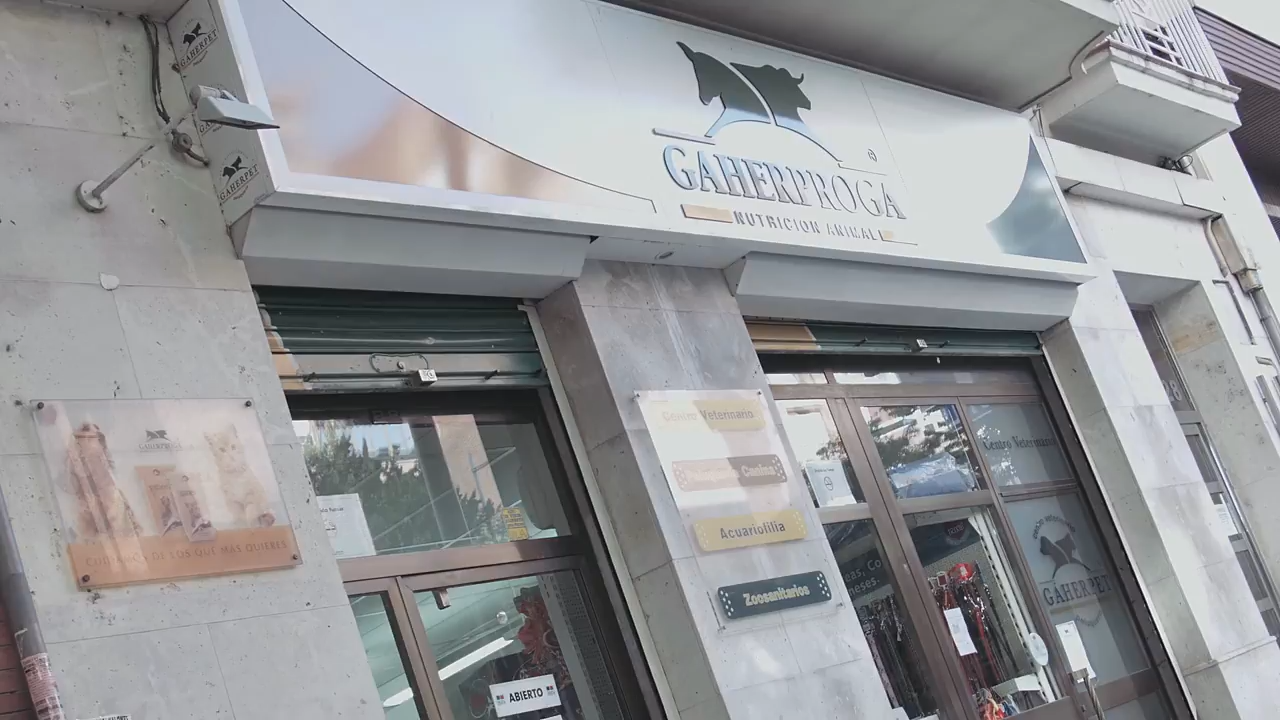 GAHERPET
GAHERPET
GAHERPROGA
NUTRICION ANIMAL
GAHERPROGA
CUIDAMOS DE LOS QUE MÁS QUIERES
Centro Veterinario
Peluquería Canina
Acuariofilia
Zoosanitarios
ABIERTO
Centro Veterinario
GAHERPET